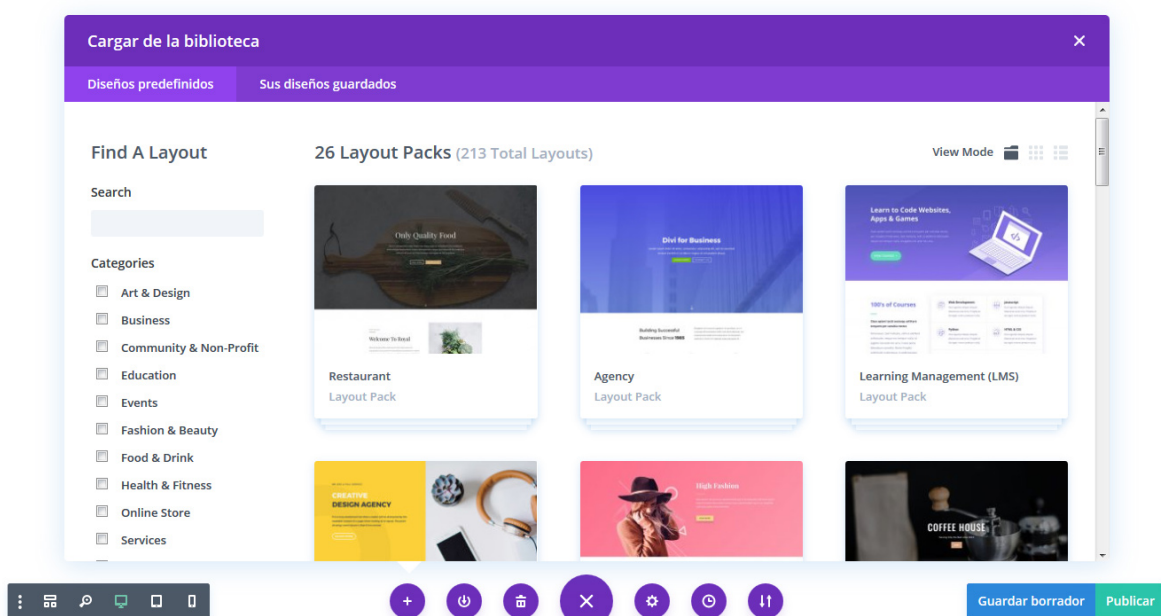 Cargar de la biblioteca
Diseños predefinidos
Sus diseños guardados
Find A Layout
Search
Categories
Art & Design
Business
Community & Non-Profit
Education
Events
Fashion & Beauty
Food & Drink
Health & Fitness
Online Store
Services
26 Layout Packs (213 Total Layouts)
View Mode
Only Quality Food
Welcome To Bread
Restaurant
Layout Pack
Divi for Business
Building Successful
Businesses Since 1985
Agency
Layout Pack
Learn to Code Websites,
Apps & Games
100's of Courses
Learning Management (LMS)
Layout Pack
CREATIVE
DESIGN AGENCY
High Fashion
COFFEE HOUSE
Guardar borrador
Publicar